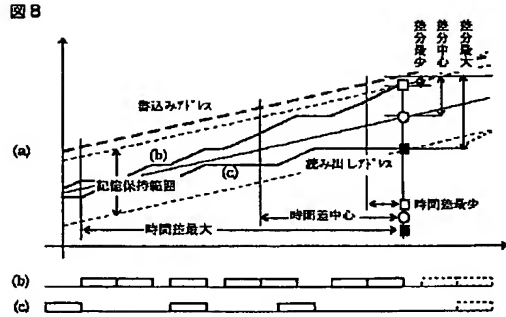 図8
差分最少
差分中心
差分最大
書込みアドレス
(a)
(b)
(c)
読み出しアドレス
記憶保持範囲
時間差最少
時間差中心
時間差最大
(b)
(c)